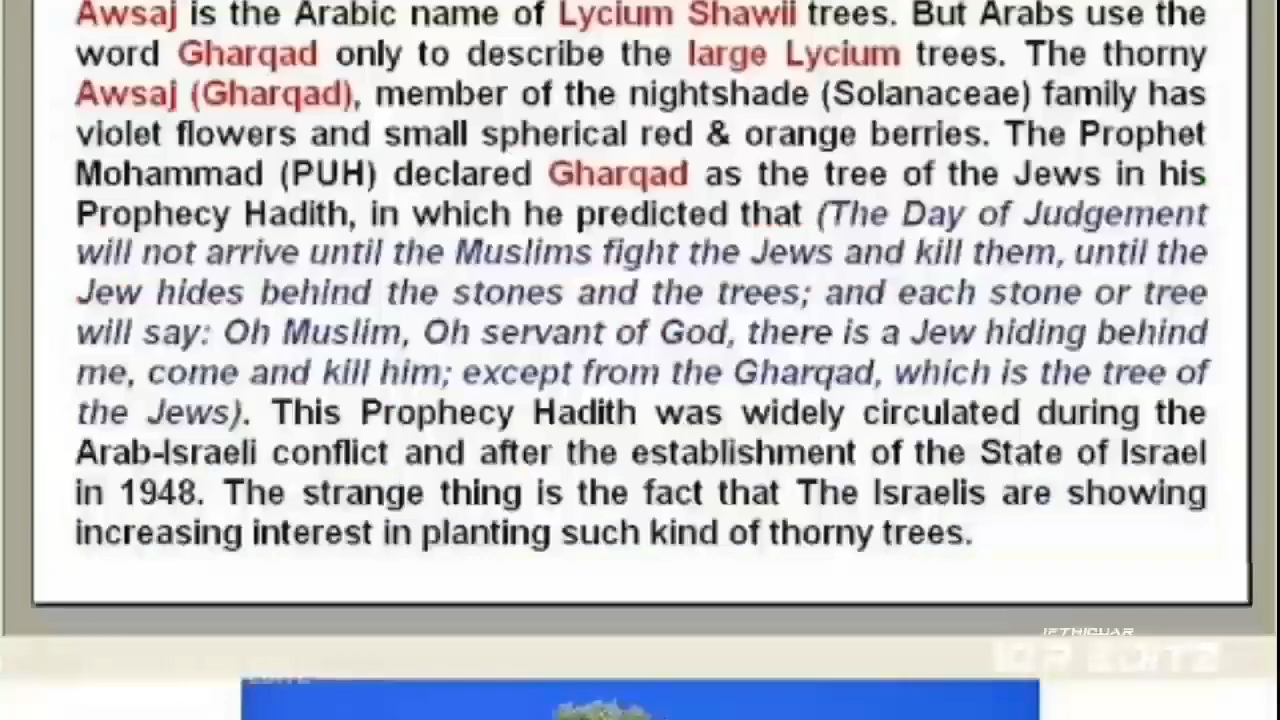 Awsaj is the Arabic name of Lycium Shawii trees. But Arabs use the
word Gharqad only to describe the large Lycium trees. The thorny
Awsaj (Gharqad), member of the nightshade (Solanaceae) family has
violet flowers and small spherical red & orange berries. The Prophet
Mohammad (PUH) declared Gharqad as the tree of the Jews in his
Prophecy Hadith, in which he predicted that (The Day of Judgement
will not arrive until the Muslims fight the Jews and kill them, until the
Jew hides behind the stones and the trees; and each stone or tree
will say: Oh Muslim, Oh servant of God, there is a Jew hiding behind
me, come and kill him; except from the Gharqad, which is the tree of
the Jews). This Prophecy Hadith was widely circulated during the
Arab-Israeli conflict and after the establishment of the State of Israel
in 1948. The strange thing is the fact that The Israelis are showing
increasing interest in planting such kind of thorny trees.